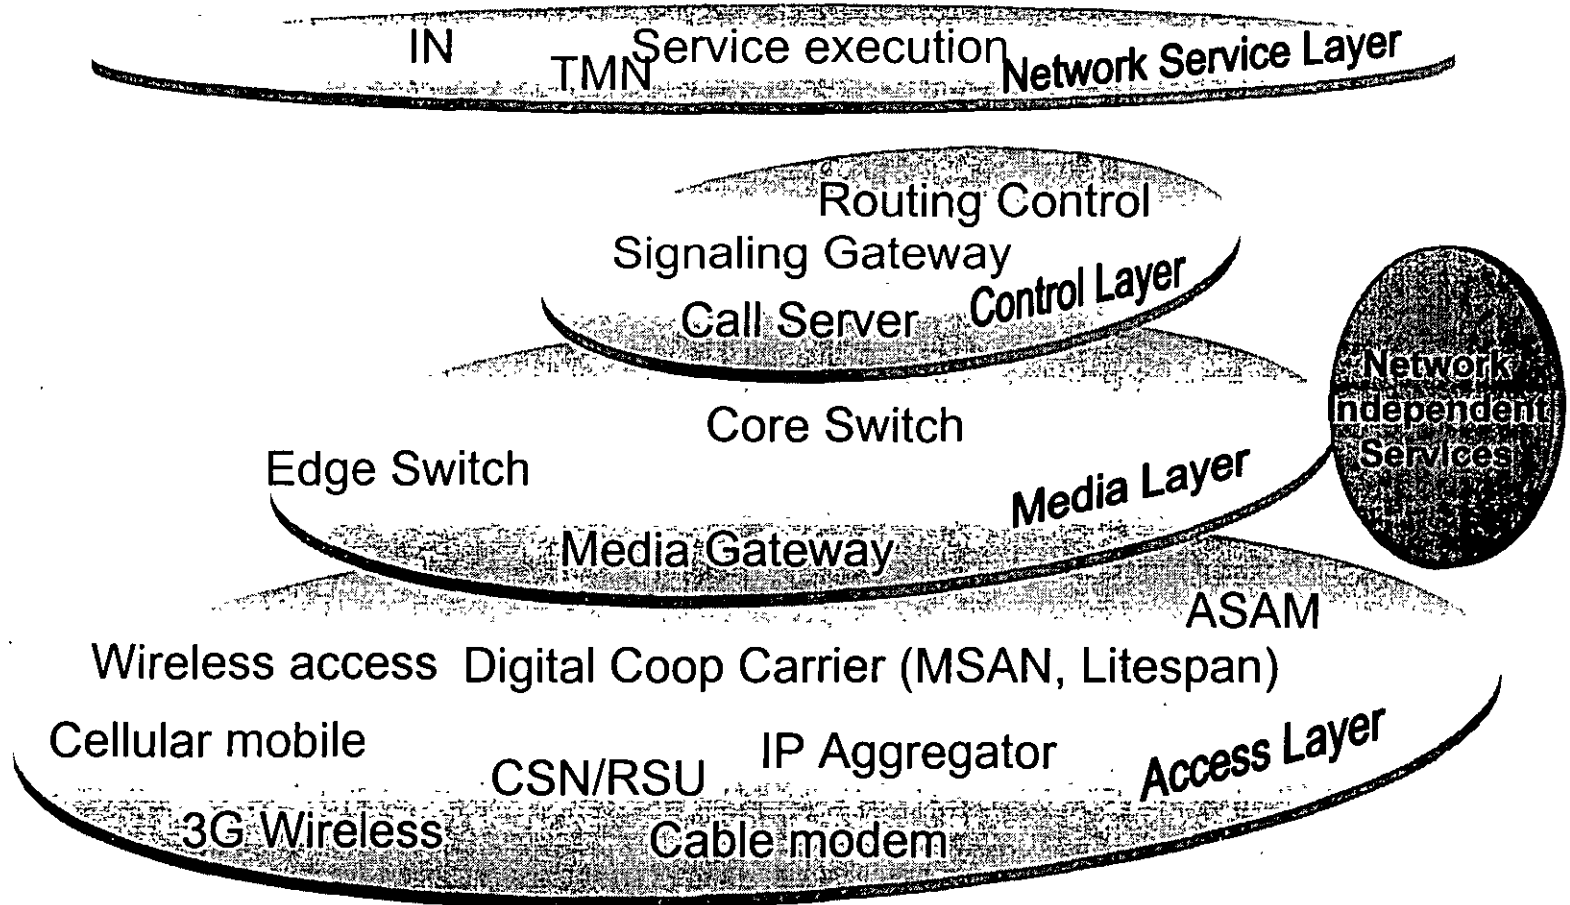 IN
Service execution
TMN
Network Service Layer
Routing Control
Signaling Gateway
Control Layer
Call Server
Network
Independent
Services
Core Switch
Edge Switch
Media Layer
Media Gateway
ASAM
Wireless access
Digital Coop Carrier (MSAN, Litespan)
Cellular mobile
IP Aggregator
Access Layer
CSN/RSU
3G Wireless
Cable modem